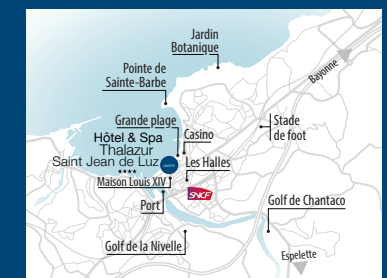 Jardin
Botanique
Pointe de
Sainte-Barbe
Bayonne
Grande plage
Stade
de foot
Hôtel & Spa
Thalazur
Saint Jean de Luz
****
Casino
Les Halles
Maison Louis XIV
SNCF
Port
Golf de Chantaco
Golf de la Nivelle
Espelette